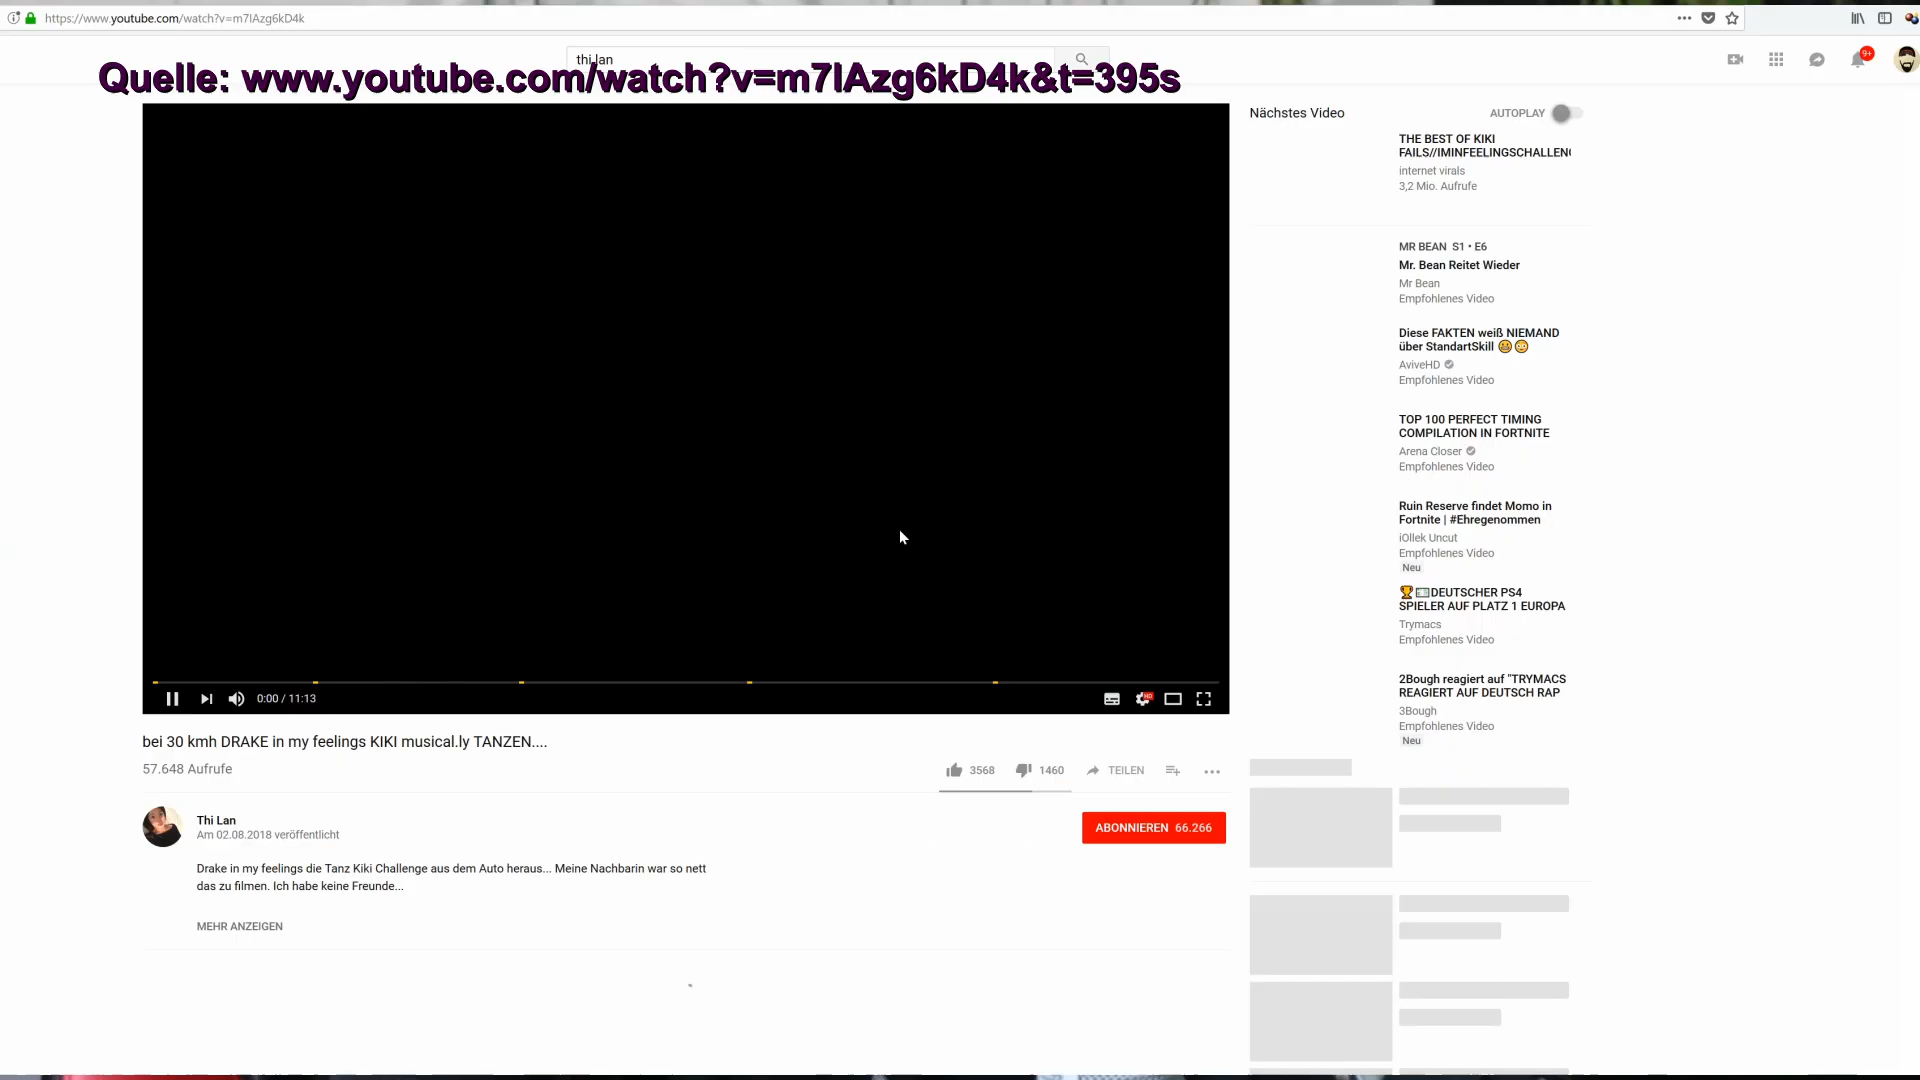 https://www.youtube.com/watch?v=m7lAzg6kD4k
thi lan
9+
Quelle: www.youtube.com/watch?v=m7lAzg6kD4k&t=395s
Nächstes Video
AUTOPLAY
THE BEST OF KIKI
FAILS//IMINFEELINGSCHALLEN
internet virals
3,2 Mio. Aufrufe
MR BEAN S1 • E6
Mr. Bean Reitet Wieder
Mr Bean
Empfohlenes Video
Diese FAKTEN weiß NIEMAND
über StandartSkill 😂😳
AviveHD
Empfohlenes Video
TOP 100 PERFECT TIMING
COMPILATION IN FORTNITE
Arena Closer
Empfohlenes Video
Ruin Reserve findet Momo in
Fortnite | #Ehregenommen
iOllek Uncut
Empfohlenes Video
Neu
🏆💵DEUTSCHER PS4
SPIELER AUF PLATZ 1 EUROPA
Trymacs
Empfohlenes Video
2Bough reagiert auf "TRYMACS
REAGIERT AUF DEUTSCH RAP
3Bough
Empfohlenes Video
Neu
0:00 / 11:13
HD
bei 30 kmh DRAKE in my feelings KIKI musical.ly TANZEN....
57.648 Aufrufe
3568
1460
TEILEN
Thi Lan
Am 02.08.2018 veröffentlicht
ABONNIEREN 66.266
Drake in my feelings die Tanz Kiki Challenge aus dem Auto heraus... Meine Nachbarin war so nett
das zu filmen. Ich habe keine Freunde...
MEHR ANZEIGEN